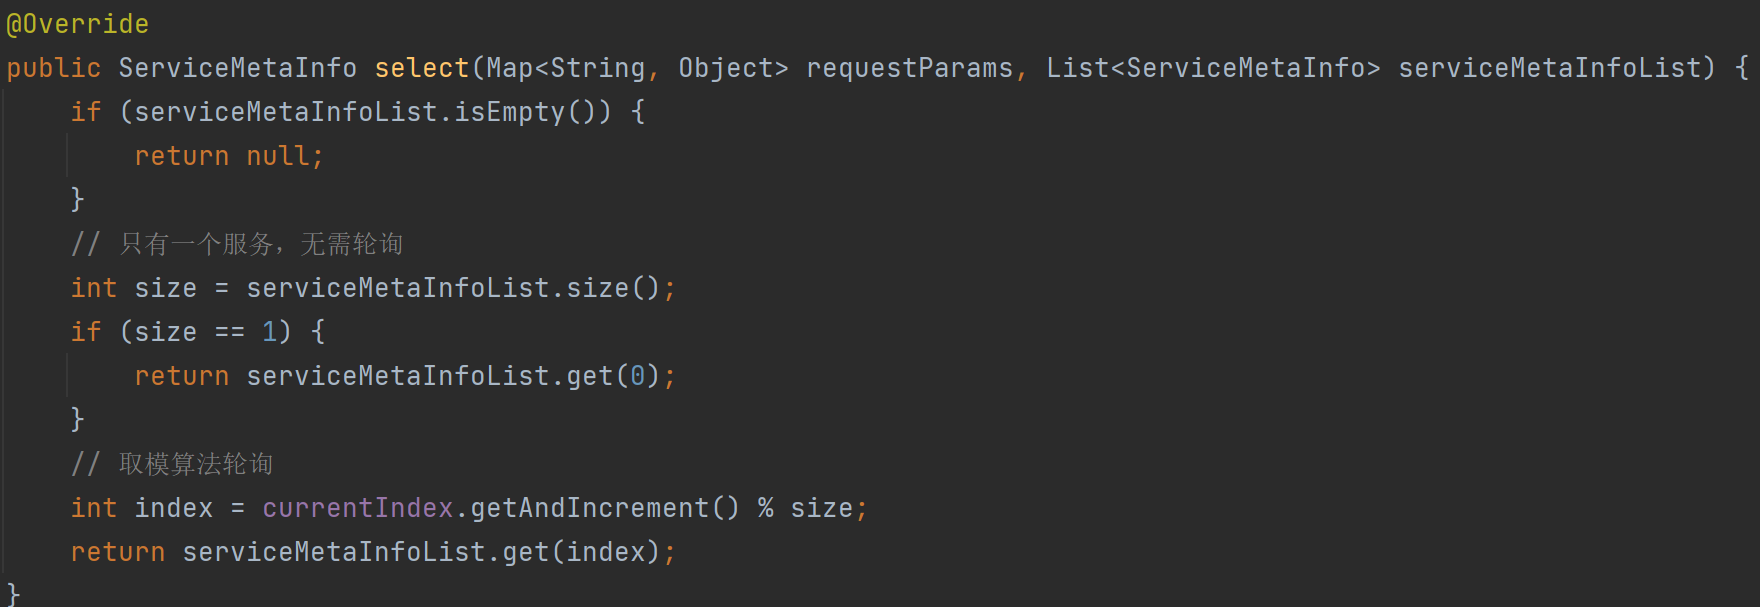 @Override
public ServiceMetaInfo select(Map<String, Object> requestParams, List<ServiceMetaInfo> serviceMetaInfoList) {
    if (serviceMetaInfoList.isEmpty()) {
        return null;
    }
    // 只有一个服务，无需轮询
    int size = serviceMetaInfoList.size();
    if (size == 1) {
        return serviceMetaInfoList.get(0);
    }
    // 取模算法轮询
    int index = currentIndex.getAndIncrement() % size;
    return serviceMetaInfoList.get(index);
}